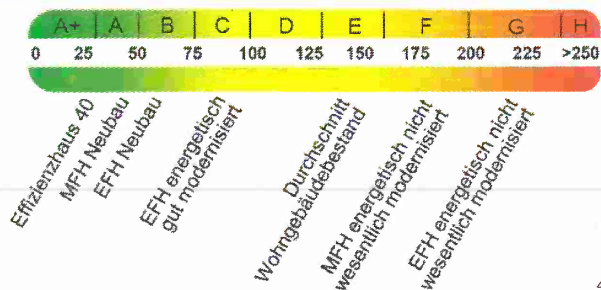 A+ A B C D E F G H
0 25 50 75 100 125 150 175 200 225 >250
Effizienzhaus 40
MFH Neubau
EFH Neubau
EFH energetisch
gut modernisiert
Durchschnitt
Wohngebäudebestand
MFH energetisch nicht
wesentlich modernisiert
EFH energetisch nicht
wesentlich modernisiert